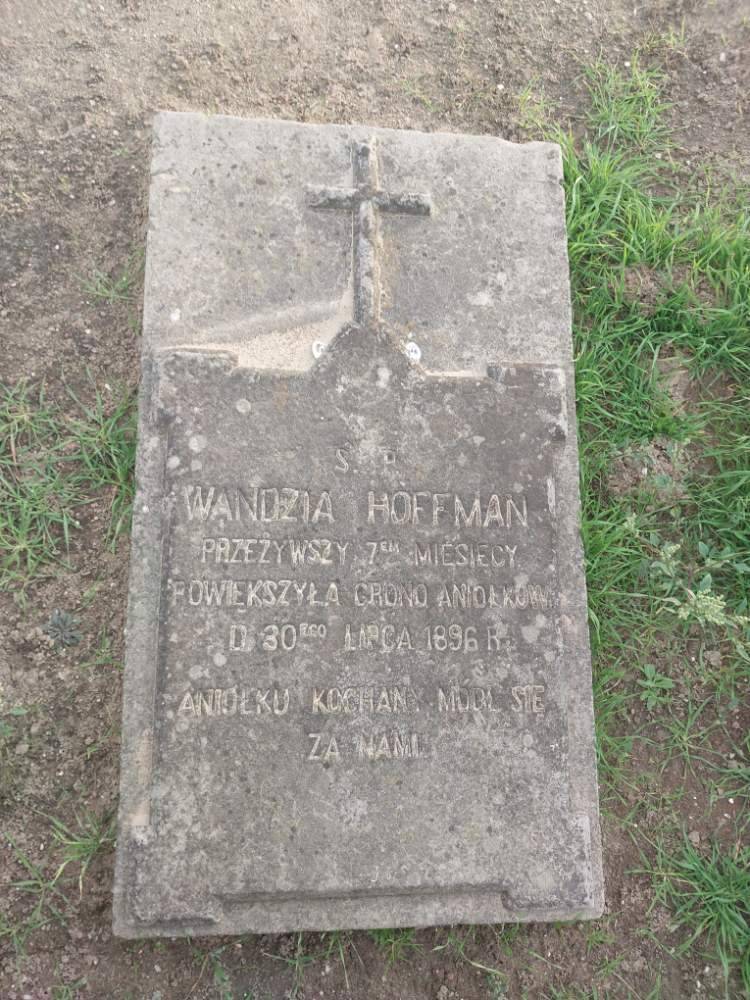 Ś. P.
WANDZIA HOFFMAN
PRZEŻYWSZY 7EM MIESIĘCY
POWIĘKSZYŁA GRONO ANIOŁKÓW
D. 30EGO LIPCA 1896 R.
ANIOŁKU KOCHANY MÓDL SIĘ
ZA NAMI